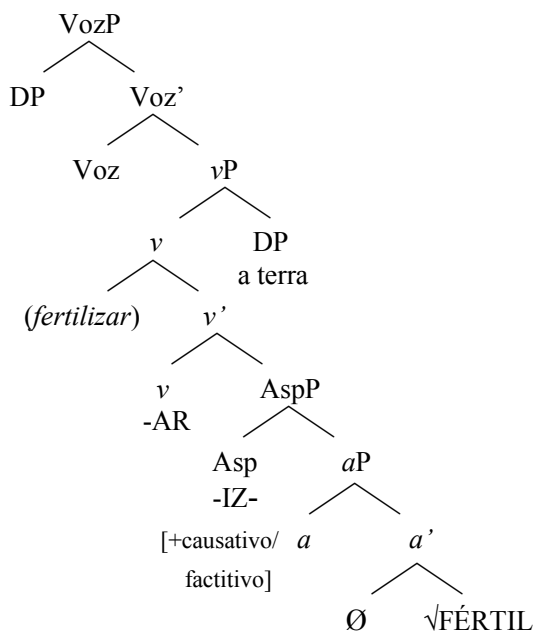 VozP
DP Voz’
Voz vP
v DP
a terra
(fertilizar) v’
v AspP
-AR
Asp aP
-IZ-
[+causativo/ a a’
factitivo]
Ø √FÉRTIL